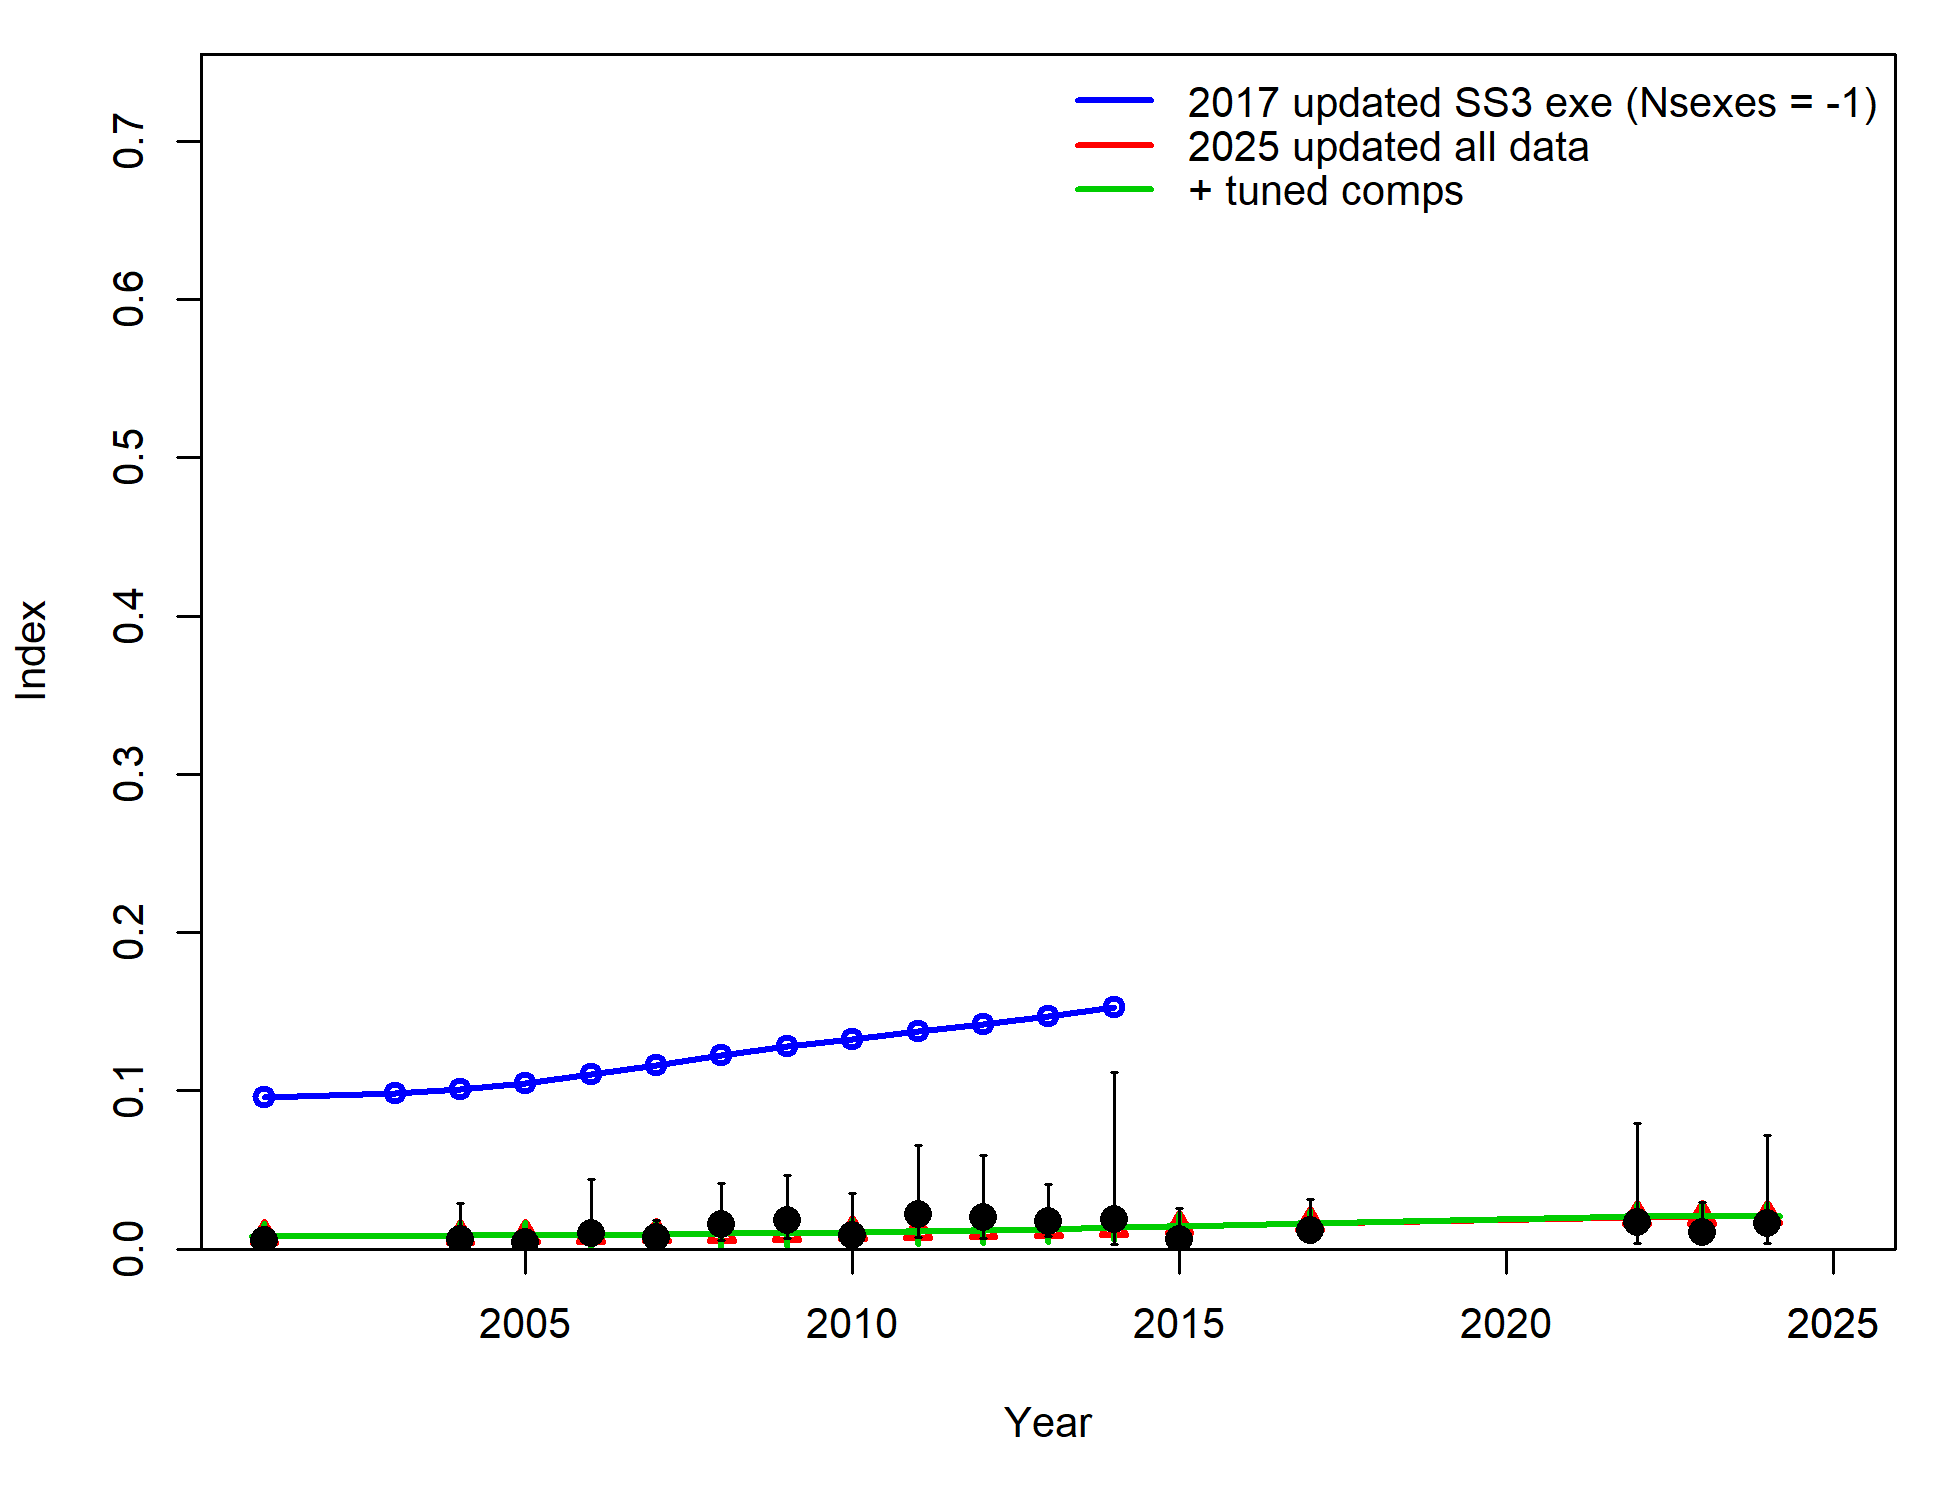 2017 updated SS3 exe (Nsexes = -1)
2025 updated all data
+ tuned comps
0.7
0.6
0.5
0.4
0.3
0.2
0.1
0.0
Index
2005 2010 2015 2020 2025
Year